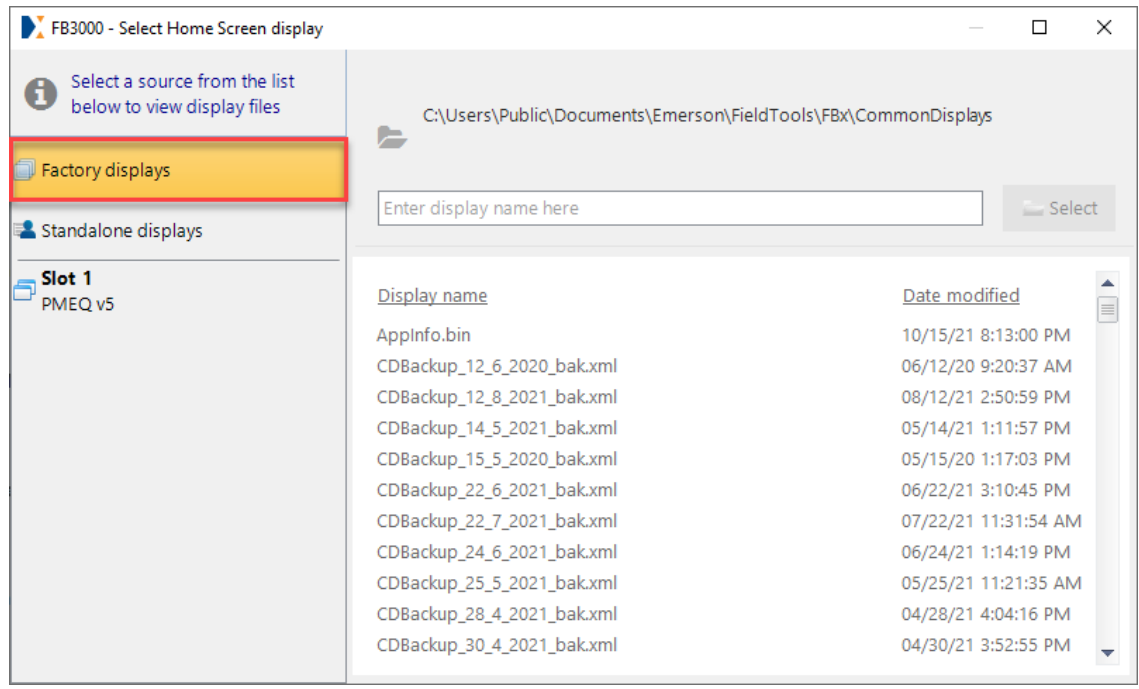 FB3000 - Select Home Screen display
Select a source from the list
below to view display files
Factory displays
Standalone displays
Slot 1
PMEQ v5
C:\Users\Public\Documents\Emerson\FieldTools\FBx\CommonDisplays
Enter display name here
Select
Display name Date modified
AppInfo.bin 10/15/21 8:13:00 PM
CDBackup_12_6_2020_bak.xml 06/12/20 9:20:37 AM
CDBackup_12_8_2021_bak.xml 08/12/21 2:50:59 PM
CDBackup_14_5_2021_bak.xml 05/14/21 1:11:57 PM
CDBackup_15_5_2020_bak.xml 05/15/20 1:17:03 PM
CDBackup_22_6_2021_bak.xml 06/22/21 3:10:45 PM
CDBackup_22_7_2021_bak.xml 07/22/21 11:31:54 AM
CDBackup_24_6_2021_bak.xml 06/24/21 1:14:19 PM
CDBackup_25_5_2021_bak.xml 05/25/21 11:21:35 AM
CDBackup_28_4_2021_bak.xml 04/28/21 4:04:16 PM
CDBackup_30_4_2021_bak.xml 04/30/21 3:52:55 PM